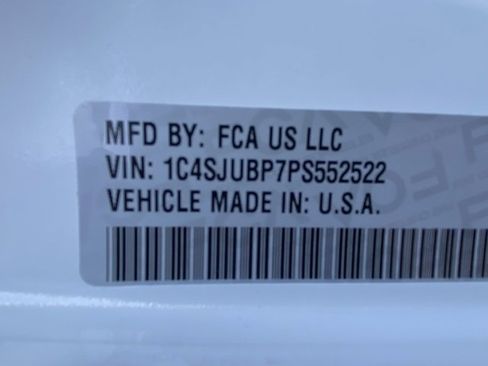 MFD BY: FCA US LLC
VIN: 1C4SJUBP7PS552522
VEHICLE MADE IN: U.S.A.